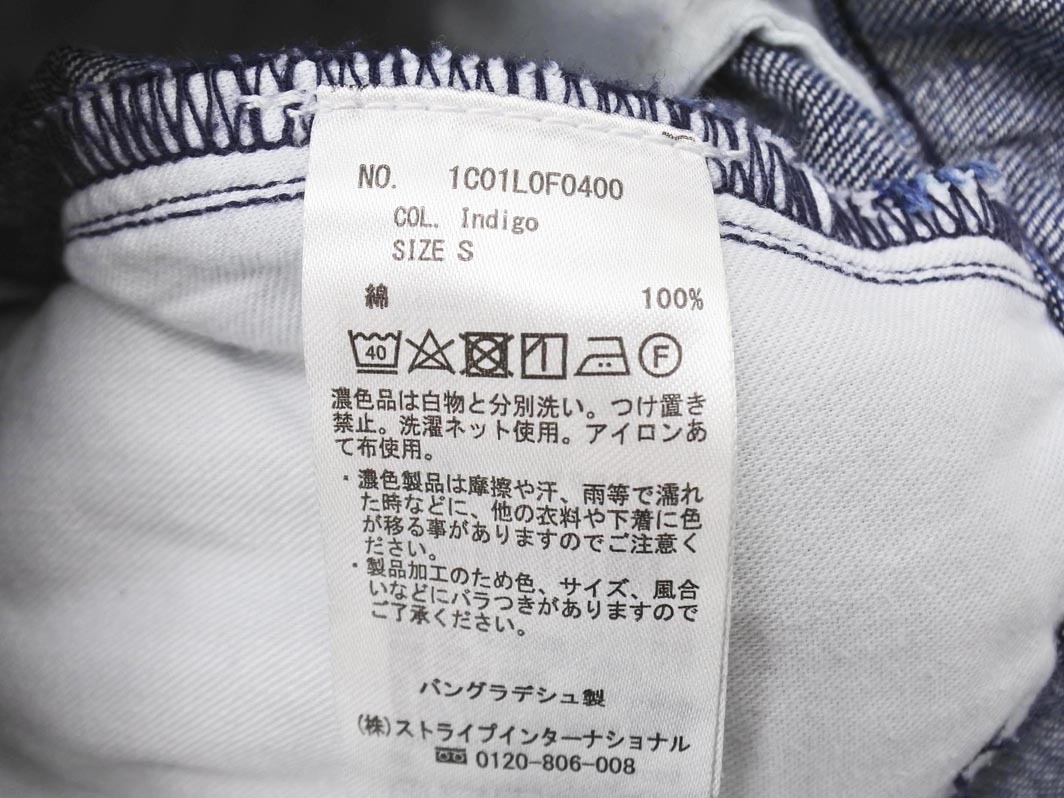 NO. 1C01L0F0400
COL. Indigo
SIZE S
綿 100%
40 F
濃色品は白物と分別洗い。つけ置き
禁止。洗濯ネット使用。アイロンあ
て布使用。
・濃色製品は摩擦や汗、雨等で濡れ
た時などに、他の衣料や下着に色
が移る事がありますのでご注意く
ださい。
・製品加工のため色、サイズ、風合
いなどにバラつきがありますので
ご了承ください。
バングラデシュ製
(株)ストライプインターナショナル
0120-806-008